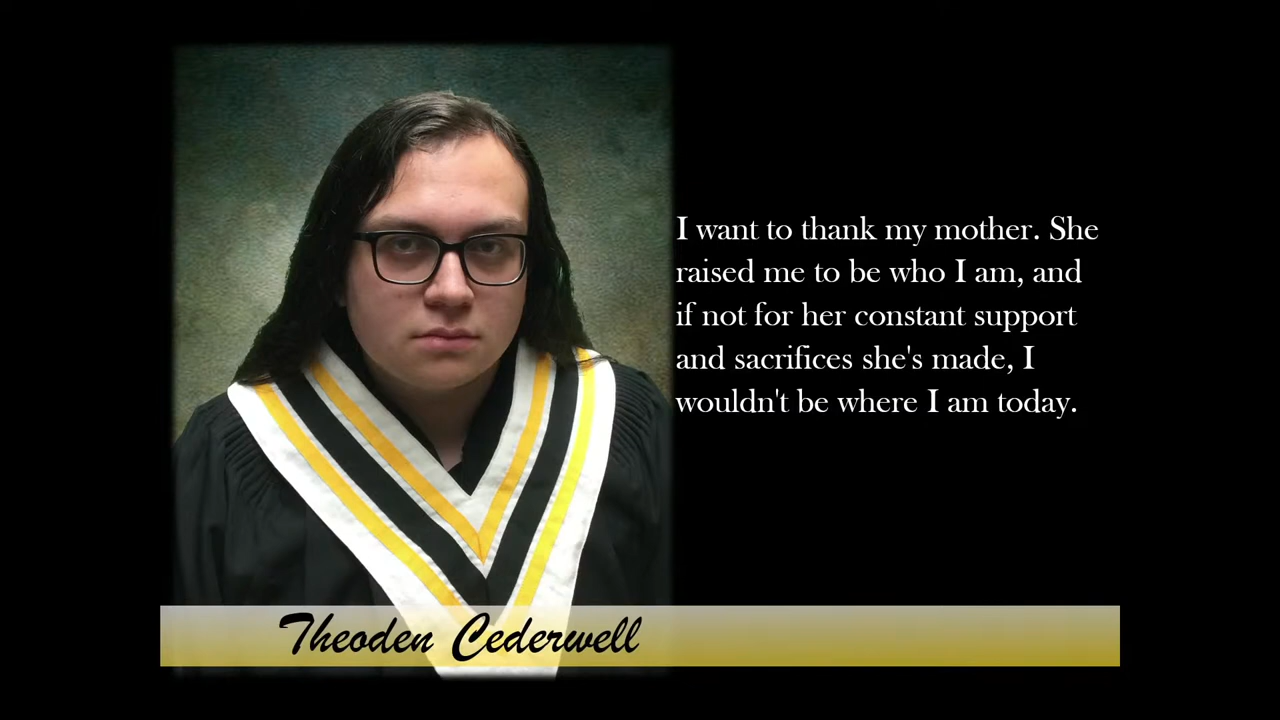 I want to thank my mother. She
raised me to be who I am, and
if not for her constant support
and sacrifices she's made, I
wouldn't be where I am today.
Theoden Cederwell